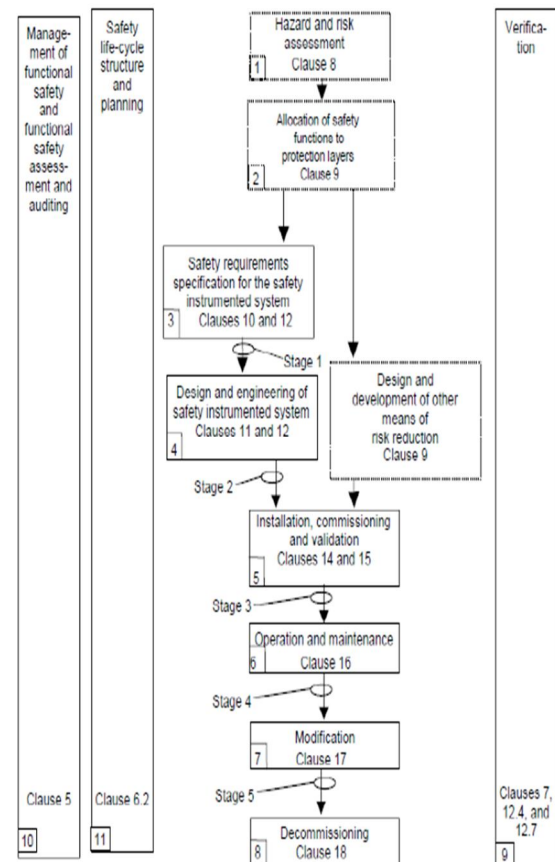 Manage-
ment of
functional
safety
and
functional
safety
assess-
ment and
auditing
Clause 5
10
Safety
life-cycle
structure
and
planning
Clause 6.2
11
Hazard and risk
assessment
Clause 8
1
Allocation of safety
functions to
protection layers
Clause 9
2
Safety requirements
specification for the safety
instrumented system
Clauses 10 and 12
3
Stage 1
Design and engineering of
safety instrumented system
Clauses 11 and 12
4
Design and
development of other
means of
risk reduction
Clause 9
Stage 2
Installation, commissioning
and validation
Clauses 14 and 15
5
Stage 3
Operation and maintenance
Clause 16
6
Stage 4
Modification
Clause 17
7
Stage 5
Decommissioning
Clause 18
8
Verifica-
tion
Clauses 7,
12.4, and
12.7
9